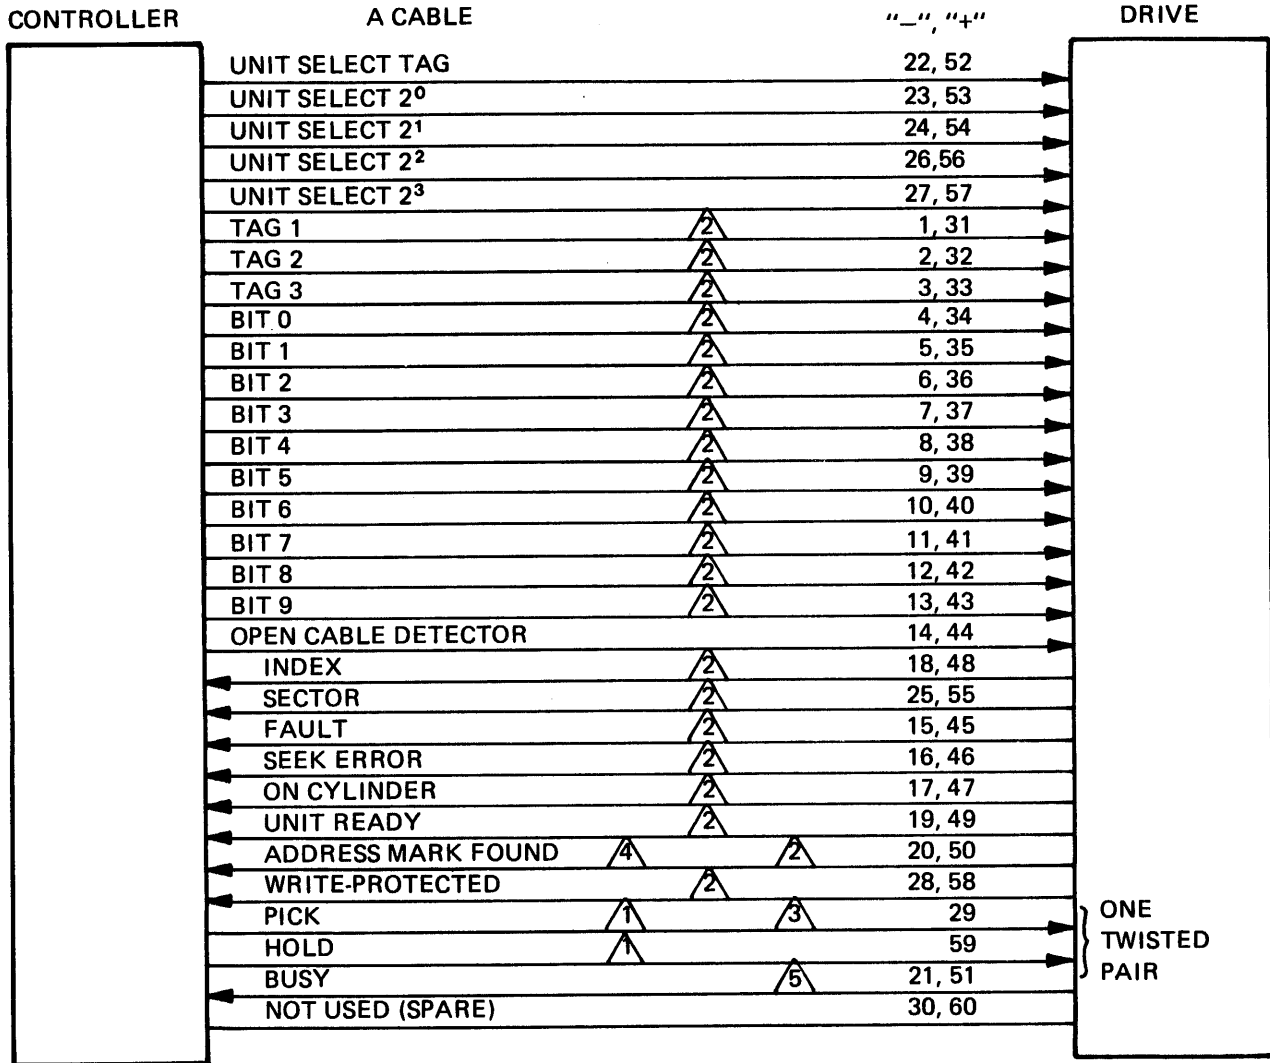 CONTROLLER A CABLE "–", "+" DRIVE
UNIT SELECT TAG 22, 52
UNIT SELECT 2⁰ 23, 53
UNIT SELECT 2¹ 24, 54
UNIT SELECT 2² 26,56
UNIT SELECT 2³ 27, 57
TAG 1 2 1, 31
TAG 2 2 2, 32
TAG 3 2 3, 33
BIT 0 2 4, 34
BIT 1 2 5, 35
BIT 2 2 6, 36
BIT 3 2 7, 37
BIT 4 2 8, 38
BIT 5 2 9, 39
BIT 6 2 10, 40
BIT 7 2 11, 41
BIT 8 2 12, 42
BIT 9 2 13, 43
OPEN CABLE DETECTOR 14, 44
INDEX 2 18, 48
SECTOR 2 25, 55
FAULT 2 15, 45
SEEK ERROR 2 16, 46
ON CYLINDER 2 17, 47
UNIT READY 2 19, 49
ADDRESS MARK FOUND 4 2 20, 50
WRITE-PROTECTED 2 28, 58
PICK 1 3 29 ONE
HOLD 1 59 TWISTED
BUSY 5 21, 51 PAIR
NOT USED (SPARE) 30, 60